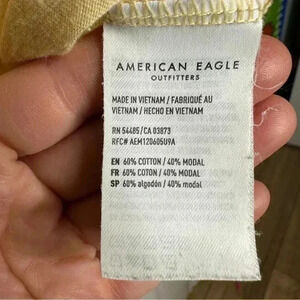 AMERICAN EAGLE
OUTFITTERS
MADE IN VIETNAM / FABRIQUÉ AU
VIETNAM / HECHO EN VIETNAM
RN 54485/CA 03873
RFC# AEM120605U9A
EN 60% COTTON / 40% MODAL
FR 60% COTTON / 40% MODAL
SP 60% algodón / 40% modal